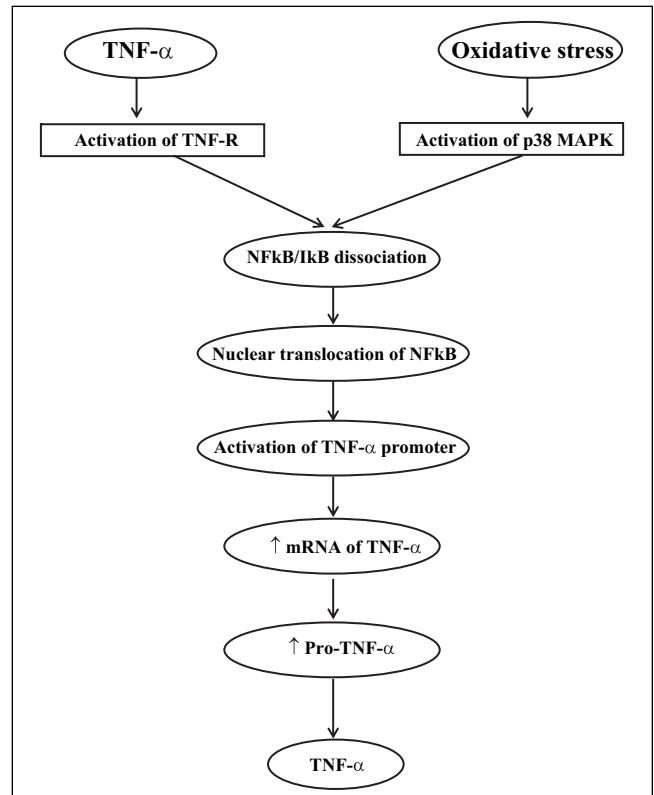 TNF-α
Oxidative stress
Activation of TNF-R
Activation of p38 MAPK
NFkB/IkB dissociation
Nuclear translocation of NFkB
Activation of TNF-α promoter
↑ mRNA of TNF-α
↑ Pro-TNF-α
TNF-α